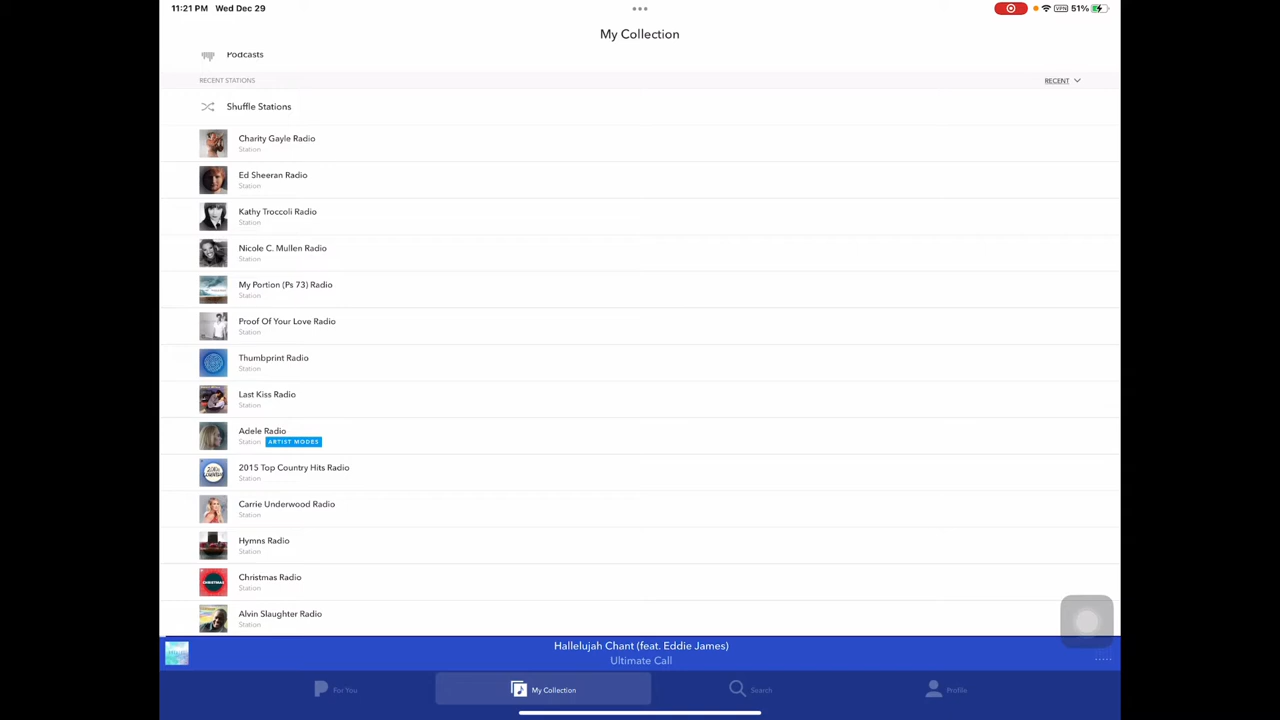 11:21 PM Wed Dec 29
VPN 51%
My Collection
Podcasts
RECENT STATIONS
RECENT
Shuffle Stations
Charity Gayle Radio
Station
Ed Sheeran Radio
Station
Kathy Troccoli Radio
Station
Nicole C. Mullen Radio
Station
My Portion (Ps 73) Radio
Station
Proof Of Your Love Radio
Station
Thumbprint Radio
Station
Last Kiss Radio
Station
Adele Radio
Station ARTIST MODES
2015 Top Country Hits Radio
Station
Carrie Underwood Radio
Station
Hymns Radio
Station
Christmas Radio
Station
CHRISTMAS
Alvin Slaughter Radio
Station
Hallelujah Chant (feat. Eddie James)
Ultimate Call
For You
My Collection
Search
Profile